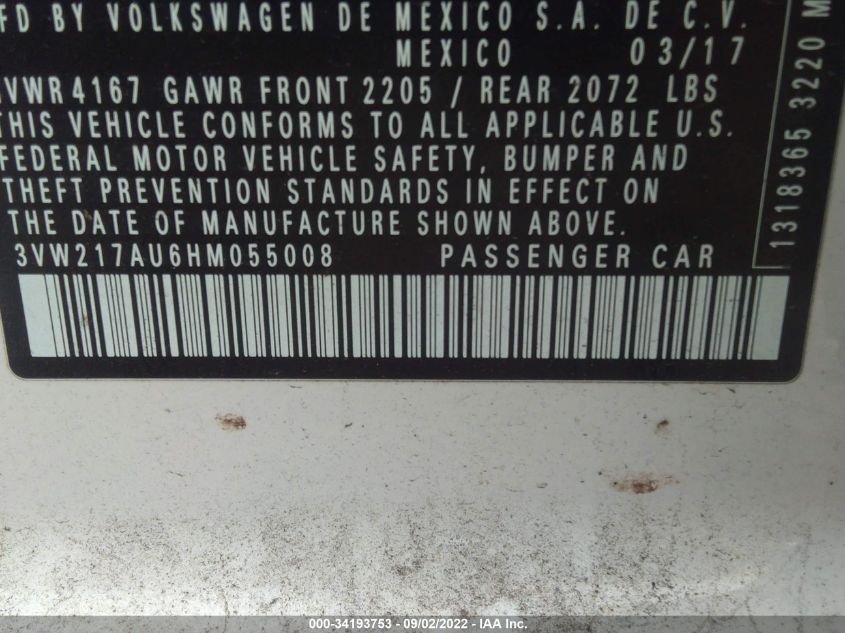 FD BY VOLKSWAGEN DE MEXICO S.A. DE C.V.
MEXICO 03/17
VWR 4167 GAWR FRONT 2205 / REAR 2072 LBS
THIS VEHICLE CONFORMS TO ALL APPLICABLE U.S.
FEDERAL MOTOR VEHICLE SAFETY, BUMPER AND
THEFT PREVENTION STANDARDS IN EFFECT ON
THE DATE OF MANUFACTURE SHOWN ABOVE.
3VW217AU6HM055008 PASSENGER CAR
1318365 3220 M
000-34193753 - 09/02/2022 - IAA Inc.